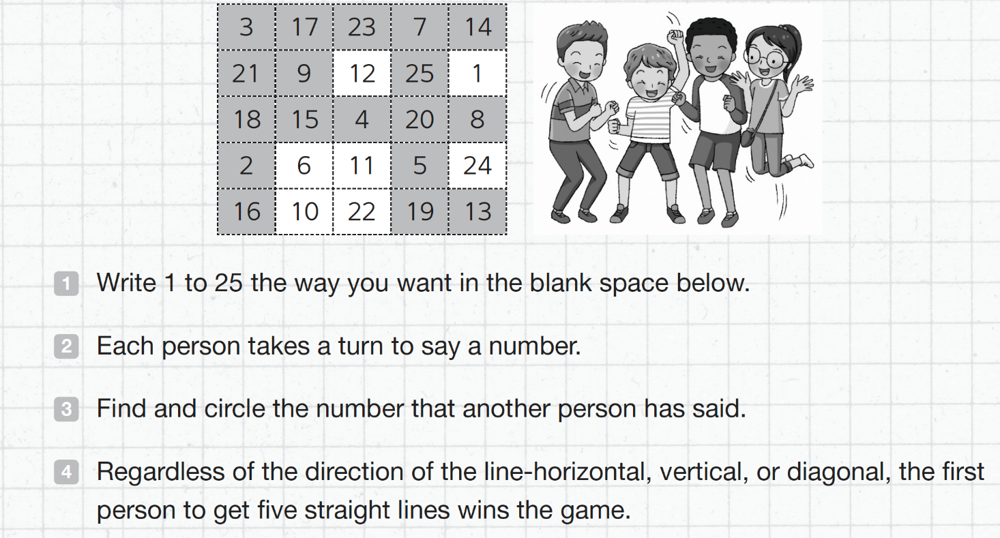 3 17 23 7 14
21 9 12 25 1
18 15 4 20 8
2 6 11 5 24
16 10 22 19 13
1 Write 1 to 25 the way you want in the blank space below.
2 Each person takes a turn to say a number.
3 Find and circle the number that another person has said.
4 Regardless of the direction of the line-horizontal, vertical, or diagonal, the first
person to get five straight lines wins the game.